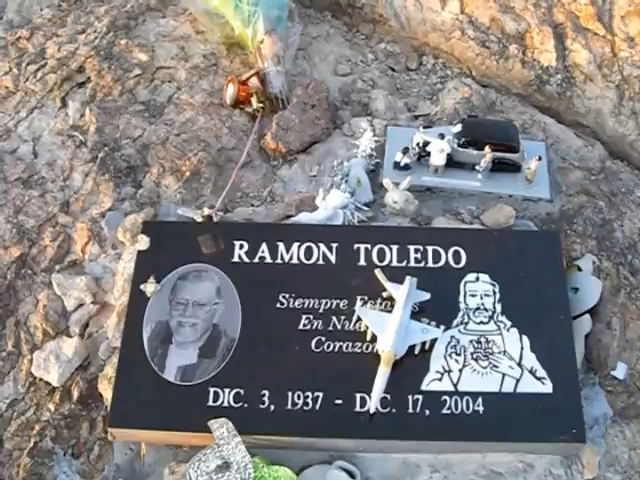 RAMON TOLEDO
Siempre
En
DIC. 3, 1937 - DIC. 17, 2004